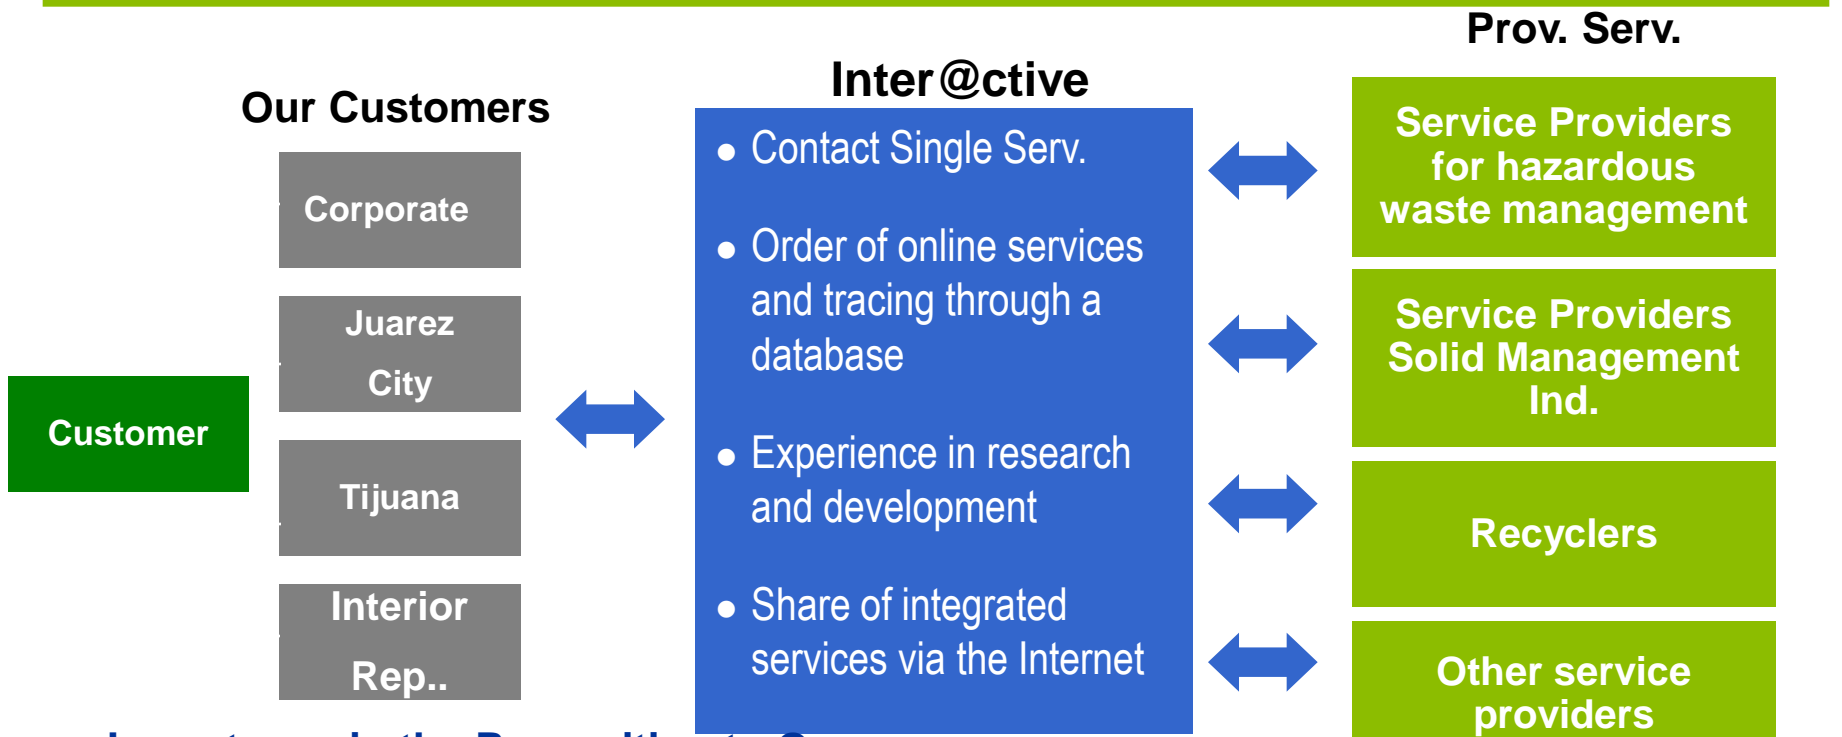 Prov. Serv.
Inter@ctive
Our Customers
Customer
Corporate
Juarez
City
Tijuana
Interior
Rep..
● Contact Single Serv.
● Order of online services
and tracing through a
database
● Experience in research
and development
● Share of integrated
services via the Internet
Service Providers
for hazardous
waste management
Service Providers
Solid Management
Ind.
Recyclers
Other service
providers